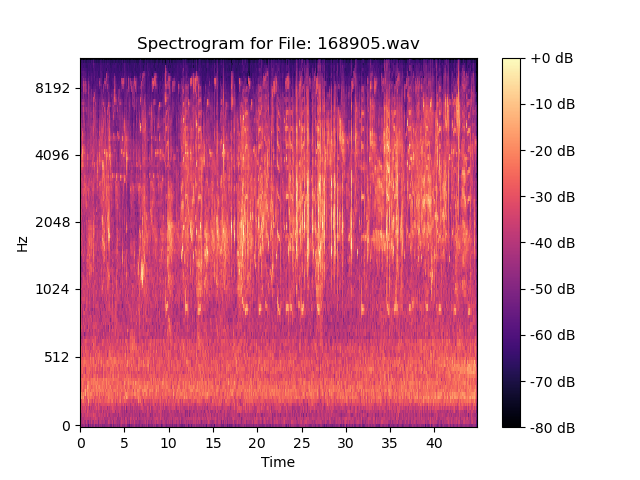 Spectrogram for File: 168905.wav
8192
4096
2048
1024
512
0
Hz
0 5 10 15 20 25 30 35 40
Time
+0 dB
-10 dB
-20 dB
-30 dB
-40 dB
-50 dB
-60 dB
-70 dB
-80 dB